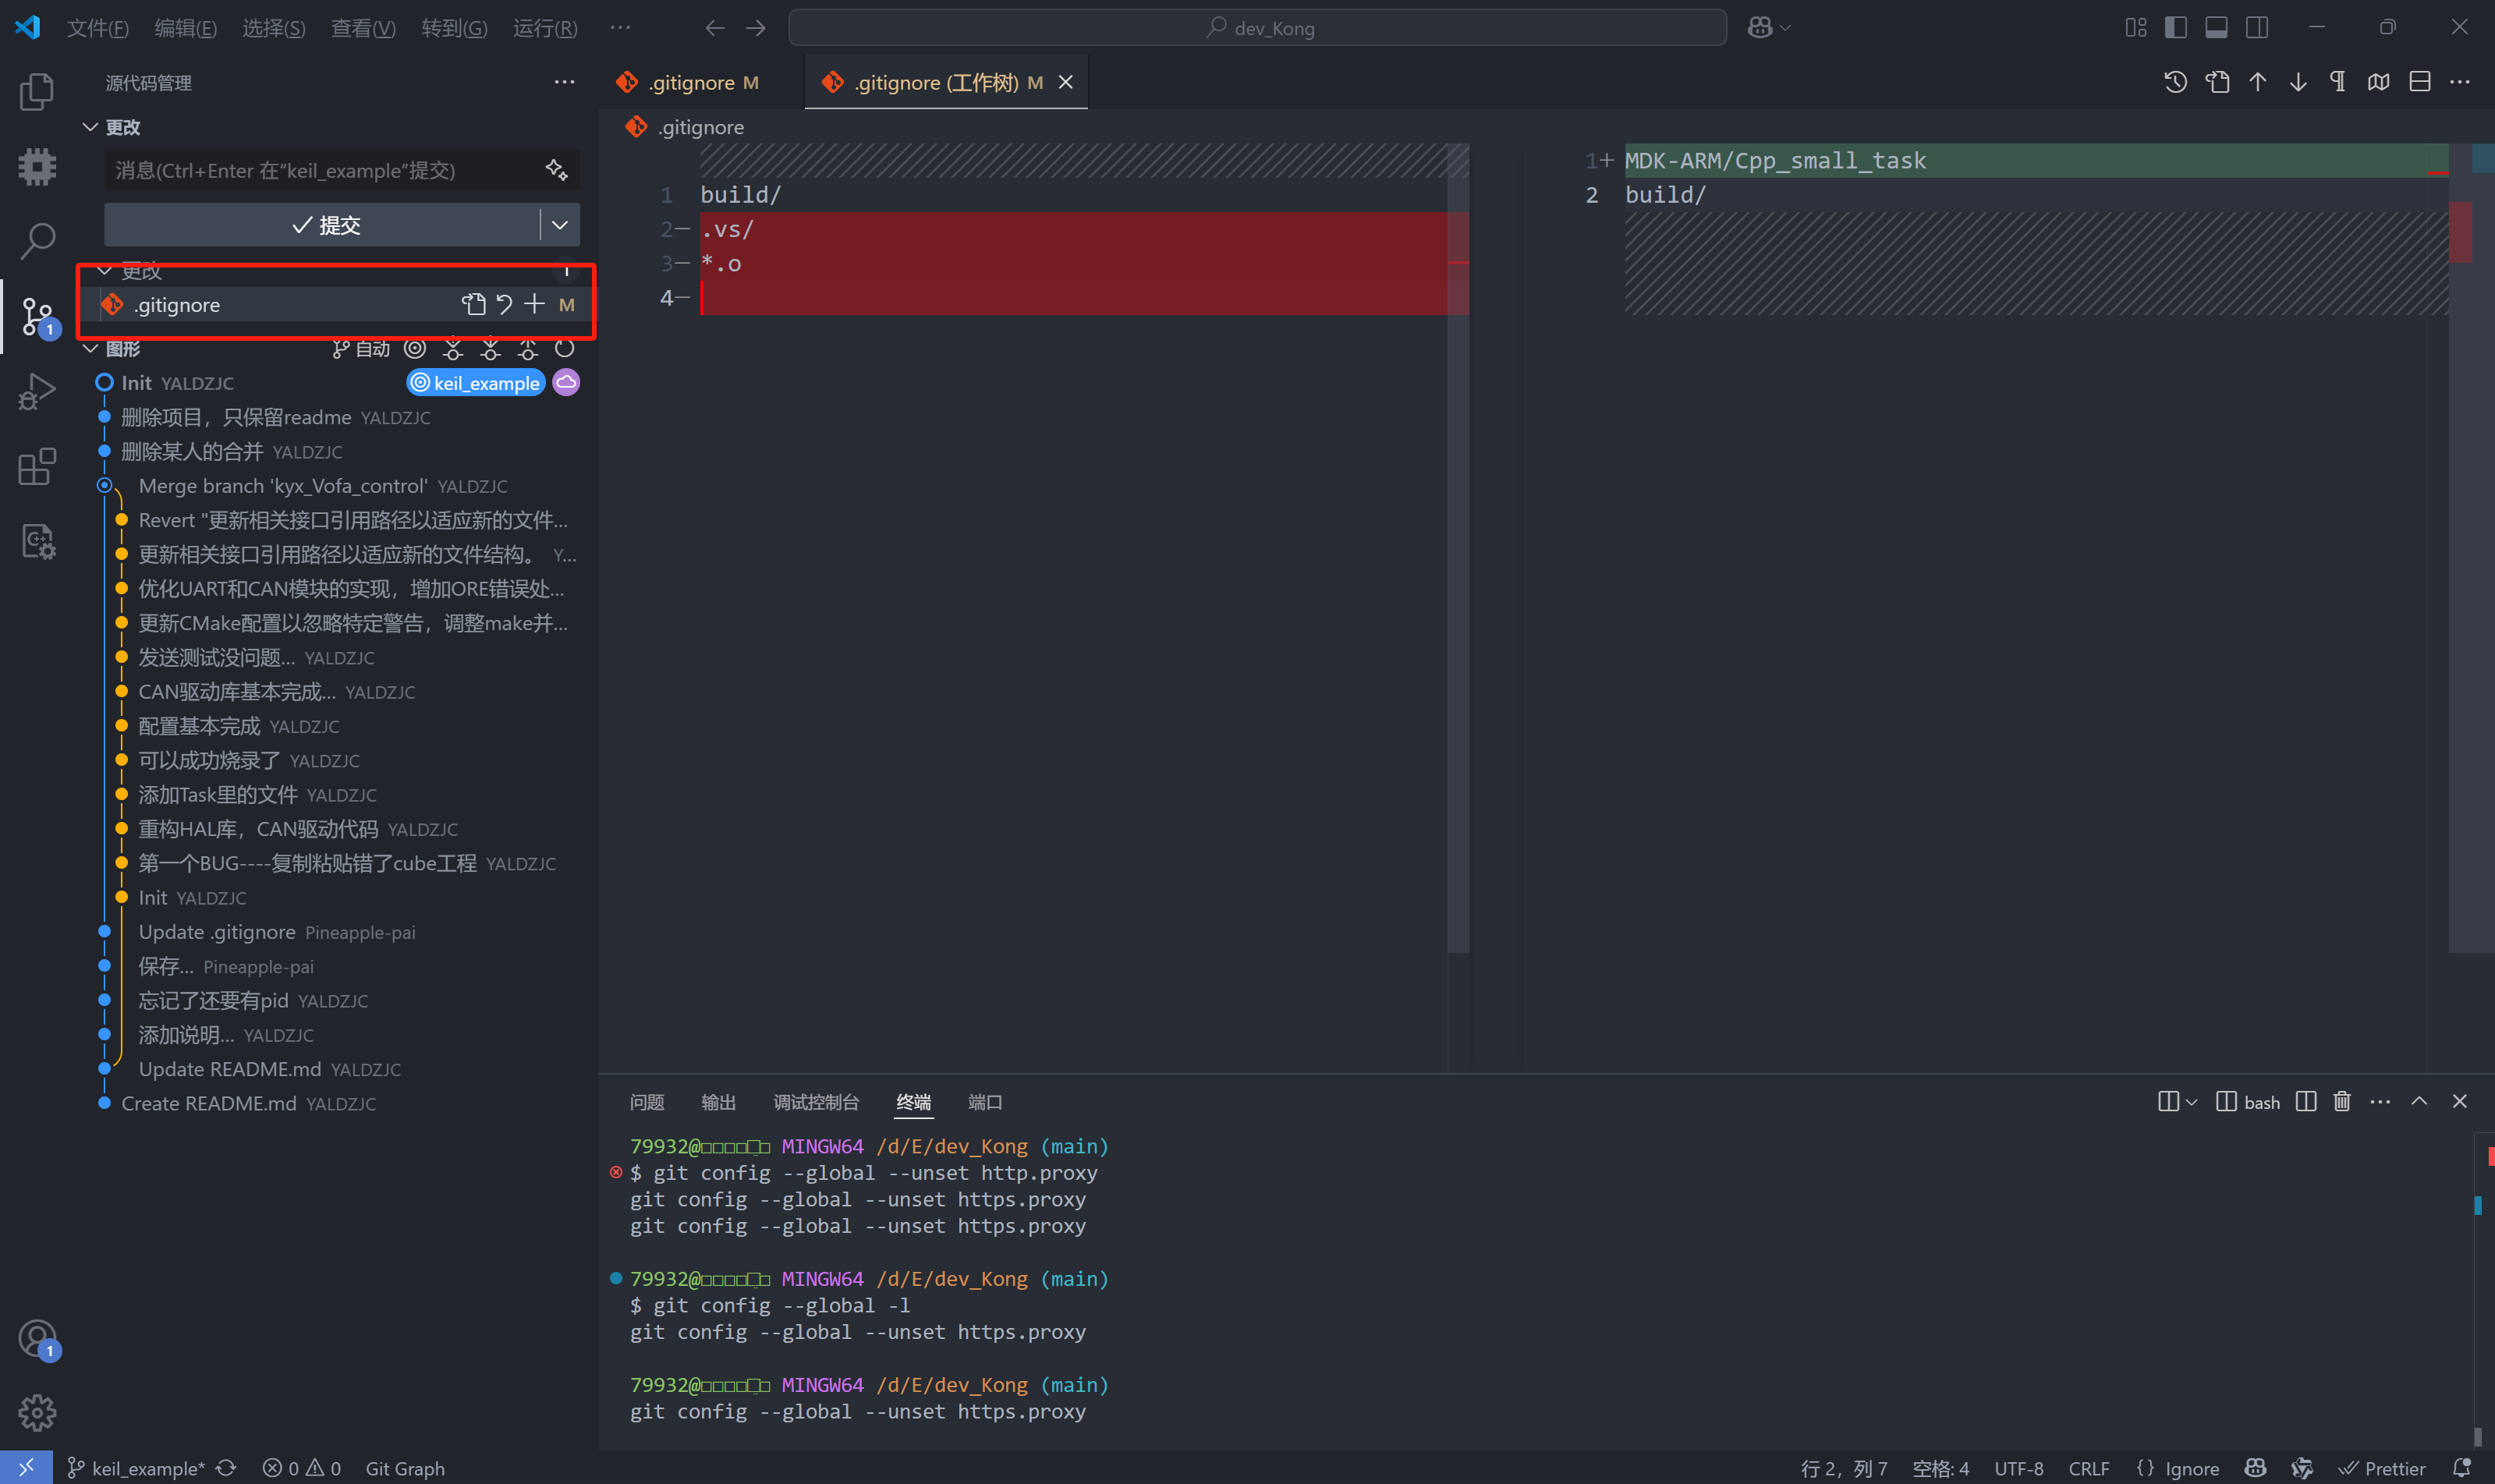 文件(F) 编辑(E) 选择(S) 查看(V) 转到(G) 运行(R) ··· dev_Kong
源代码管理
更改
消息(Ctrl+Enter 在“keil_example”提交)
提交
更改 1
.gitignore M
图形 自动
Init YALDZJC keil_example
删除项目，只保留readme YALDZJC
删除某人的合并 YALDZJC
Merge branch 'kyx_Vofa_control' YALDZJC
Revert "更新相关接口引用路径以适应新的文件...
更新相关接口引用路径以适应新的文件结构。 Y...
优化UART和CAN模块的实现，增加ORE错误处...
更新CMake配置以忽略特定警告，调整make并...
发送测试没问题... YALDZJC
CAN驱动库基本完成... YALDZJC
配置基本完成 YALDZJC
可以成功烧录了 YALDZJC
添加Task里的文件 YALDZJC
重构HAL库，CAN驱动代码 YALDZJC
第一个BUG----复制粘贴错了cube工程 YALDZJC
Init YALDZJC
Update .gitignore Pineapple-pai
保存... Pineapple-pai
忘记了还要有pid YALDZJC
添加说明... YALDZJC
Update README.md YALDZJC
Create README.md YALDZJC
1
1
.gitignore M .gitignore (工作树) M
.gitignore
1 build/
2− .vs/
3− *.o
4−
1+ MDK-ARM/Cpp_small_task
2 build/
问题 输出 调试控制台 终端 端口 bash
79932@□□□□□□ MINGW64 /d/E/dev_Kong (main)
$ git config --global --unset http.proxy
git config --global --unset https.proxy
git config --global --unset https.proxy
79932@□□□□□□ MINGW64 /d/E/dev_Kong (main)
$ git config --global -l
git config --global --unset https.proxy
79932@□□□□□□ MINGW64 /d/E/dev_Kong (main)
git config --global --unset https.proxy
keil_example* 0 0 Git Graph 行 2，列 7 空格: 4 UTF-8 CRLF {} Ignore Prettier